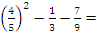 (4/5)² − 1/3 − 7/9 =